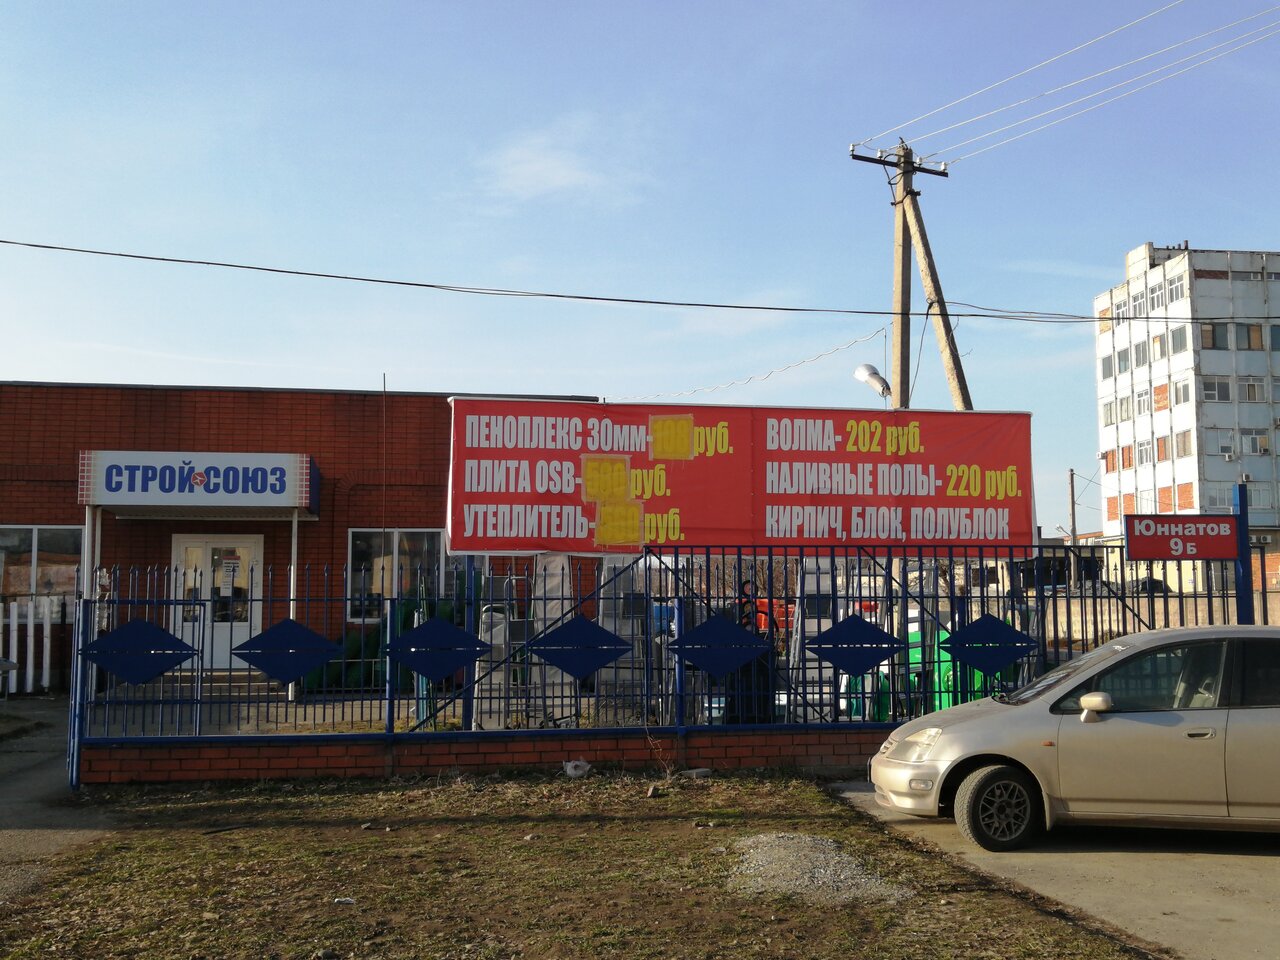 СТРОЙ СОЮЗ
ПЕНОПЛЕКС 30мм- руб.
ПЛИТА OSB- руб.
УТЕПЛИТЕЛЬ- руб.
ВОЛМА- 202 руб.
НАЛИВНЫЕ ПОЛЫ- 220 руб.
КИРПИЧ, БЛОК, ПОЛУБЛОК
Юннатов
9Б